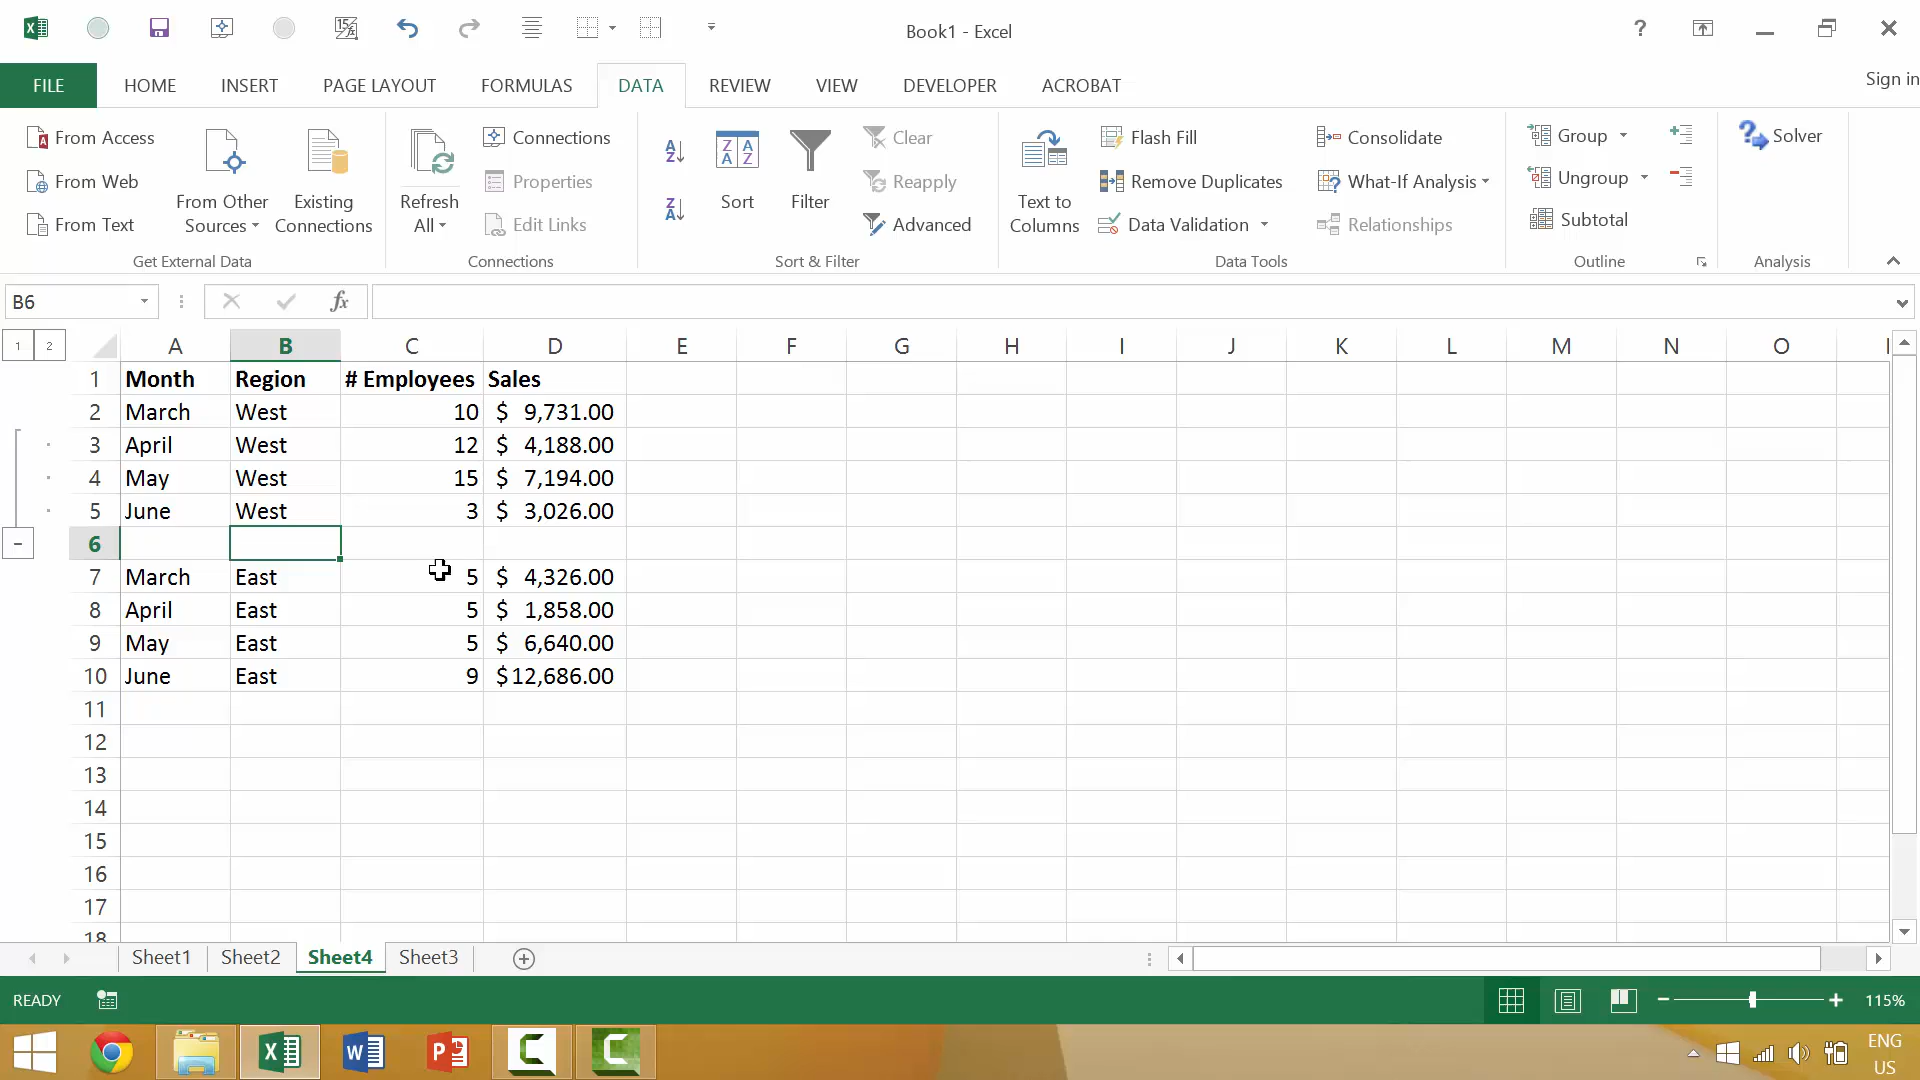 Book1 - Excel
?
Sign in
FILE HOME INSERT PAGE LAYOUT FORMULAS DATA REVIEW VIEW DEVELOPER ACROBAT
From Access
From Web
From Text
From Other
Sources
Existing
Connections
Get External Data
Refresh
All
Connections
Properties
Edit Links
Connections
Sort
Filter
Clear
Reapply
Advanced
Sort & Filter
Text to
Columns
Flash Fill
Remove Duplicates
Data Validation
Consolidate
What-If Analysis
Relationships
Data Tools
Group
Ungroup
Subtotal
Outline
Solver
Analysis
B6 fx
1 2 A B C D E F G H I J K L M N O
1 Month Region # Employees Sales
2 March West 10 $ 9,731.00
3 April West 12 $ 4,188.00
4 May West 15 $ 7,194.00
5 June West 3 $ 3,026.00
6
7 March East 5 $ 4,326.00
8 April East 5 $ 1,858.00
9 May East 5 $ 6,640.00
10 June East 9 $12,686.00
11
12
13
14
15
16
17
18
Sheet1 Sheet2 Sheet4 Sheet3
READY
115%
ENG
US